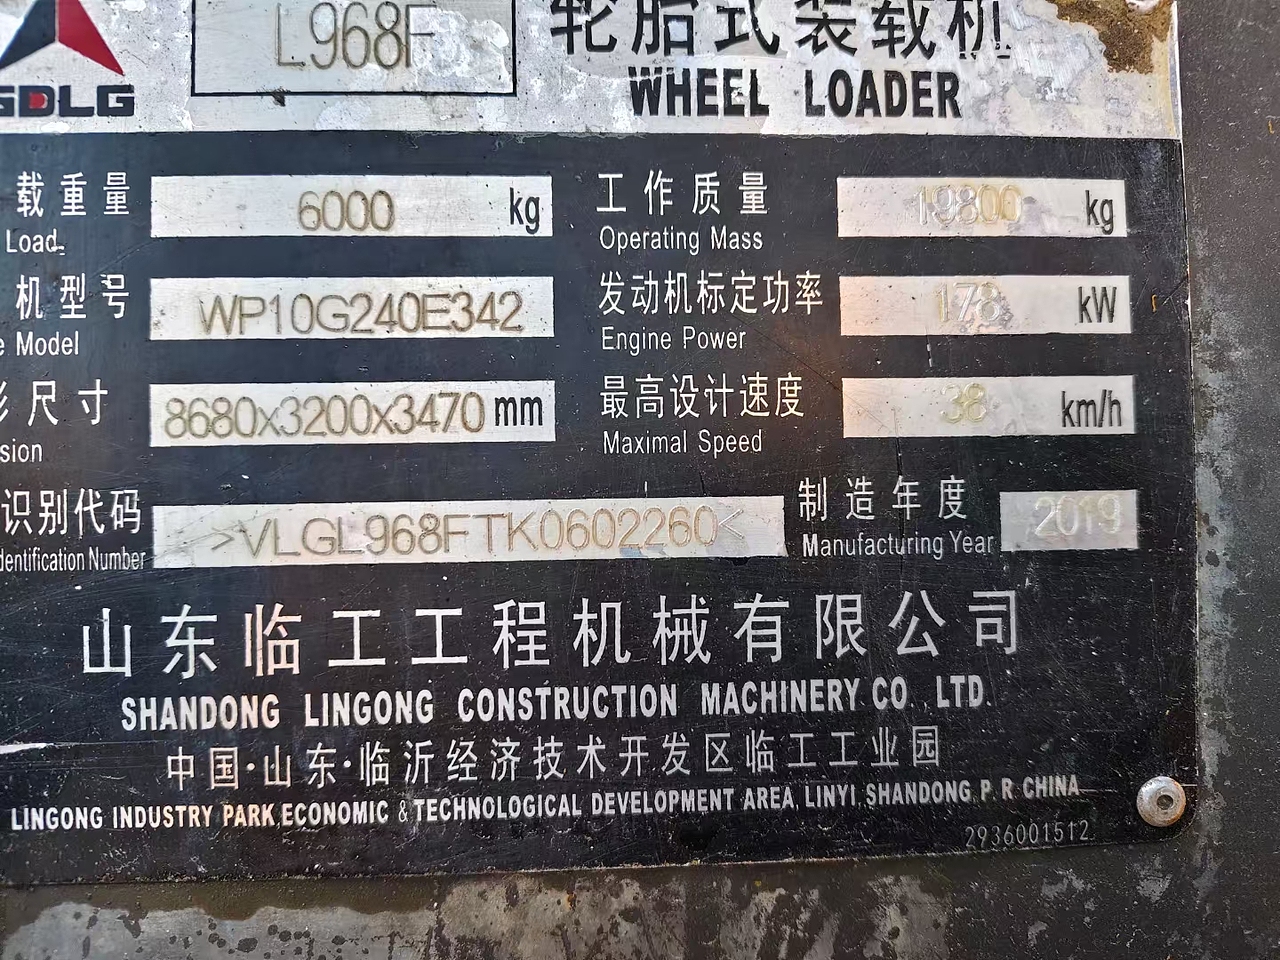 SDLG
L968F
轮胎式装载机
WHEEL LOADER
载重量 6000 kg 工作质量 19800 kg
Load Operating Mass
机型号 WP10G240E342 发动机标定功率 178 kW
Model Engine Power
尺寸 8680x3200x3470 mm 最高设计速度 38 km/h
Maximal Speed
识别代码 >VLGL968FTK0602260< 制造年度 2019
Identification Number Manufacturing Year
山东临工工程机械有限公司
SHANDONG LINGONG CONSTRUCTION MACHINERY CO., LTD.
中国·山东·临沂经济技术开发区临工工业园
LINGONG INDUSTRY PARK,ECONOMIC & TECHNOLOGICAL DEVELOPMENT AREA, LINYI, SHANDONG, P. R. CHINA
2936001512